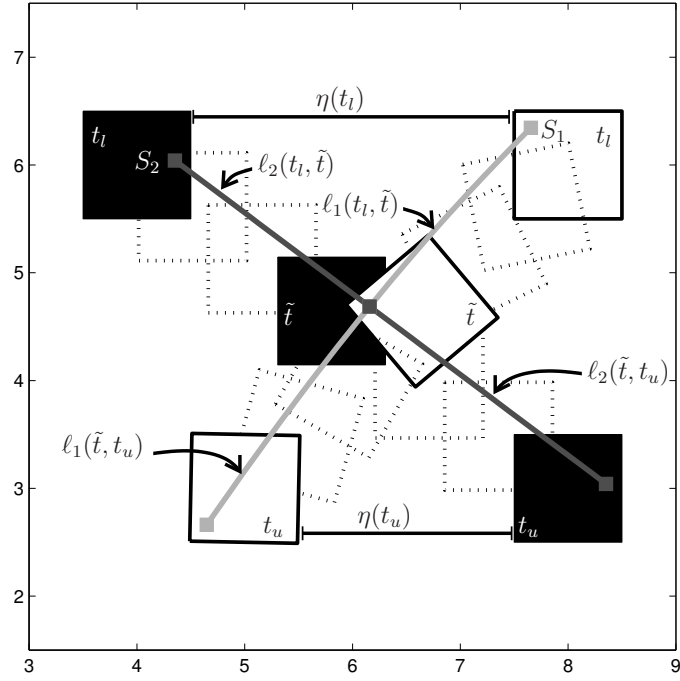 7
6
5
4
3
2
3
4
5
6
7
8
9
η(t_l)
t_l
S_2
S_1
t_l
ℓ_2(t_l, t̃)
ℓ_1(t_l, t̃)
t̃
t̃
ℓ_2(t̃, t_u)
ℓ_1(t̃, t_u)
t_u
η(t_u)
t_u